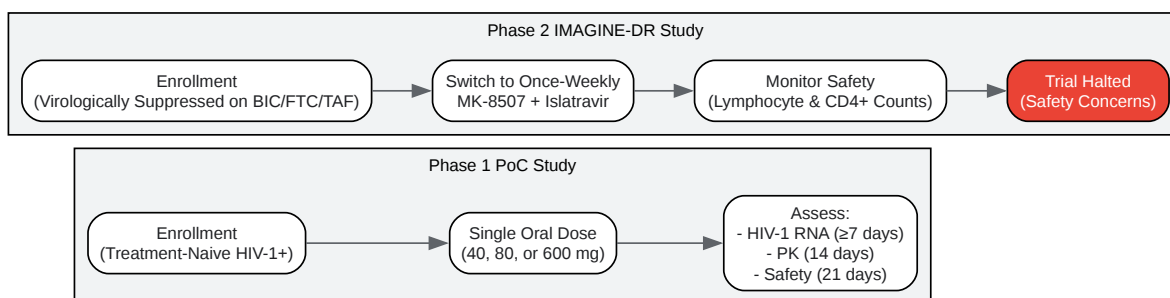 Phase 2 IMAGINE-DR Study
Enrollment
(Virologically Suppressed on BIC/FTC/TAF)
Switch to Once-Weekly
MK-8507 + Islatravir
Monitor Safety
(Lymphocyte & CD4+ Counts)
Trial Halted
(Safety Concerns)
Phase 1 PoC Study
Enrollment
(Treatment-Naive HIV-1+)
Single Oral Dose
(40, 80, or 600 mg)
Assess:
- HIV-1 RNA (≥7 days)
- PK (14 days)
- Safety (21 days)